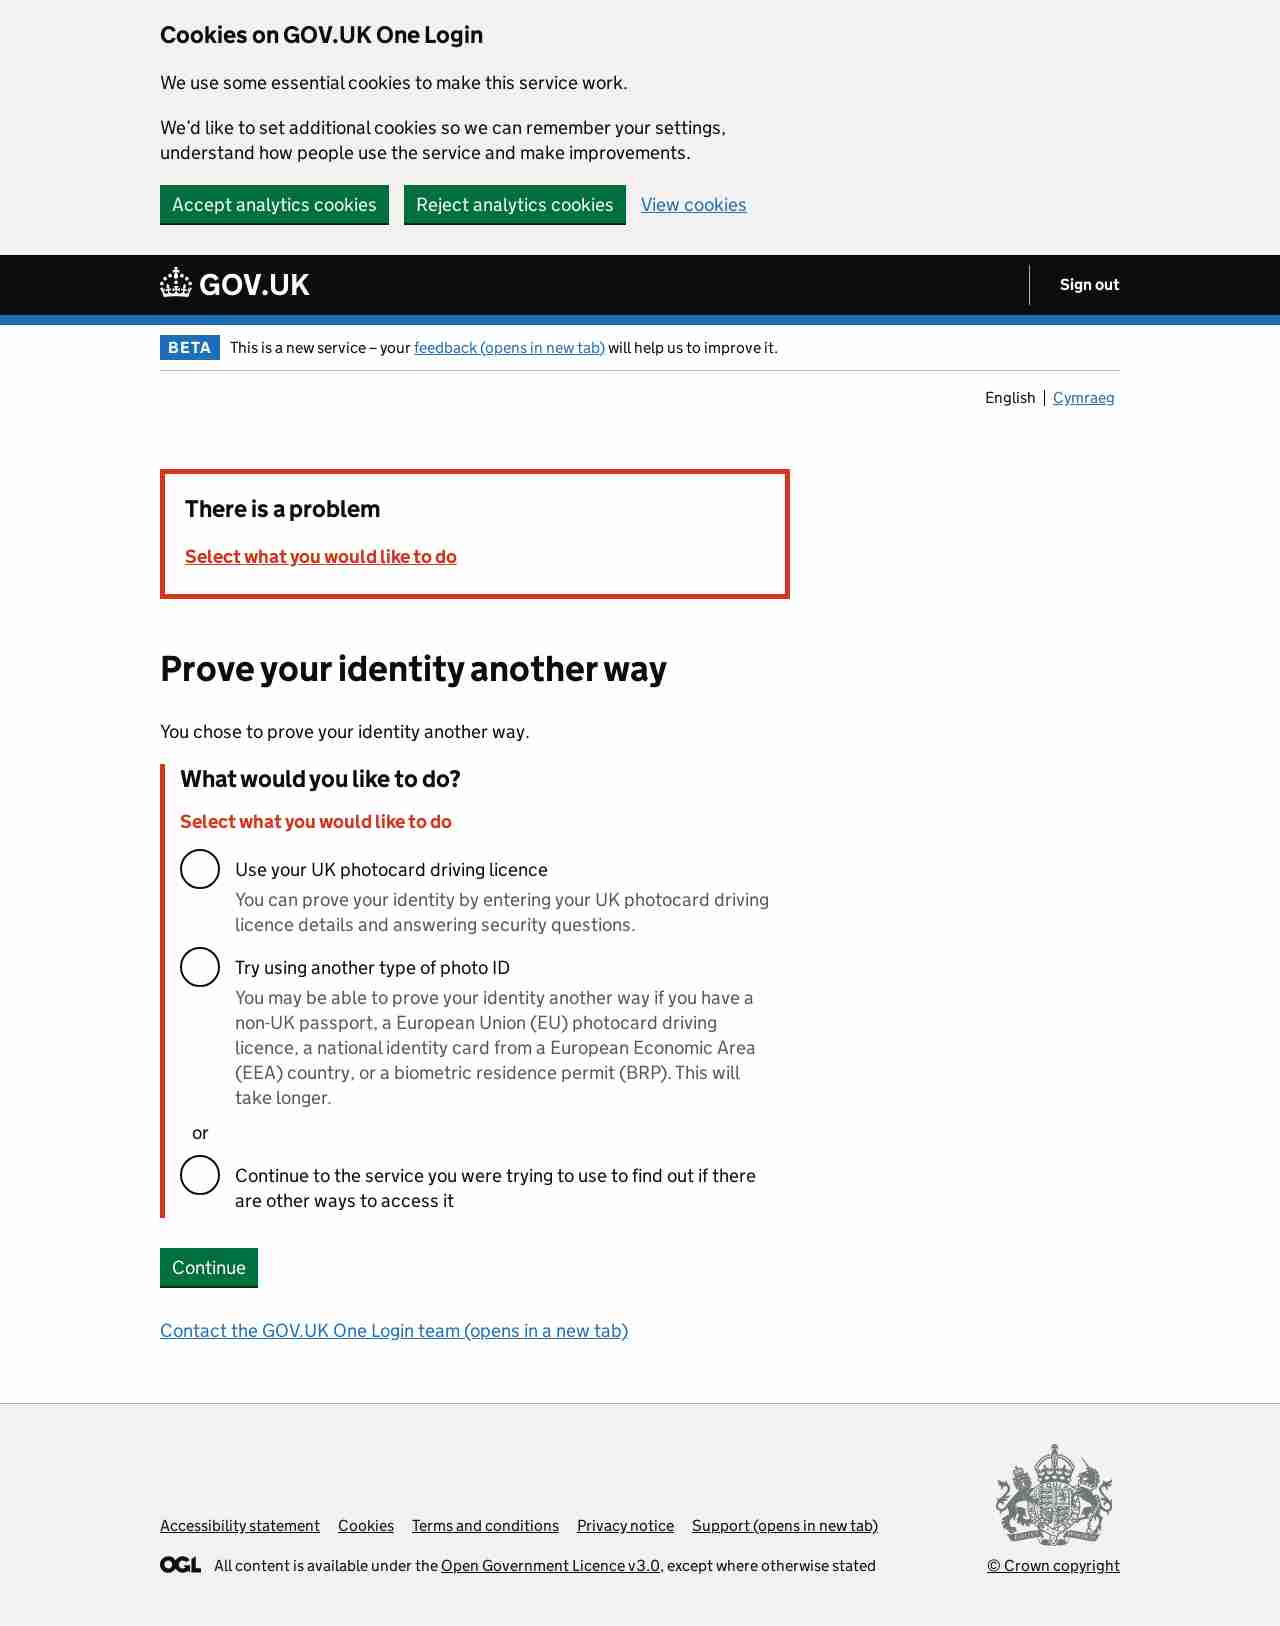 Cookies on GOV.UK One Login
We use some essential cookies to make this service work.
We'd like to set additional cookies so we can remember your settings,
understand how people use the service and make improvements.
Accept analytics cookies
Reject analytics cookies
View cookies
GOV.UK
Sign out
BETA
This is a new service – your feedback (opens in new tab) will help us to improve it.
English
Cymraeg
There is a problem
Select what you would like to do
Prove your identity another way
You chose to prove your identity another way.
What would you like to do?
Select what you would like to do
Use your UK photocard driving licence
You can prove your identity by entering your UK photocard driving
licence details and answering security questions.
Try using another type of photo ID
You may be able to prove your identity another way if you have a
non-UK passport, a European Union (EU) photocard driving
licence, a national identity card from a European Economic Area
(EEA) country, or a biometric residence permit (BRP). This will
take longer.
or
Continue to the service you were trying to use to find out if there
are other ways to access it
Continue
Contact the GOV.UK One Login team (opens in a new tab)
Accessibility statement
Cookies
Terms and conditions
Privacy notice
Support (opens in new tab)
OGL
All content is available under the Open Government Licence v3.0, except where otherwise stated
© Crown copyright